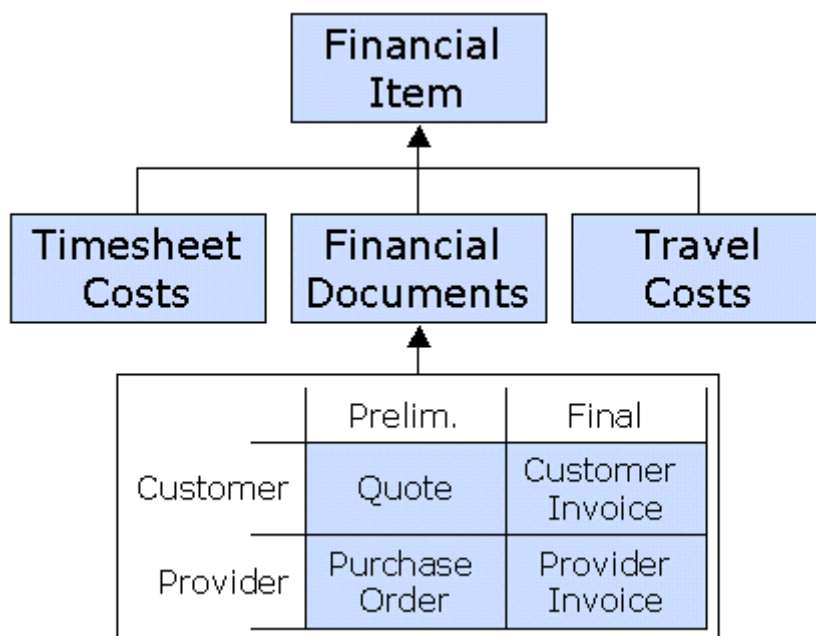 Financial
Item
Timesheet
Costs
Financial
Documents
Travel
Costs
Prelim.
Final
Customer
Quote
Customer
Invoice
Provider
Purchase
Order
Provider
Invoice